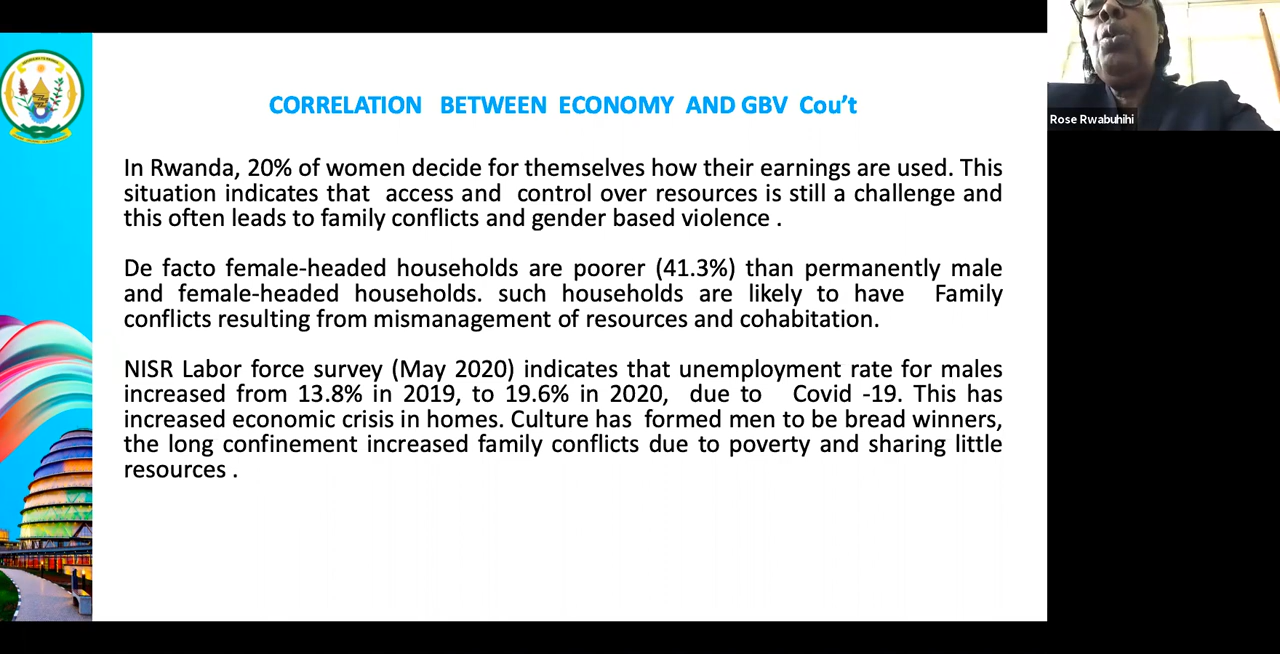 CORRELATION BETWEEN ECONOMY AND GBV Cou't
In Rwanda, 20% of women decide for themselves how their earnings are used. This
situation indicates that access and control over resources is still a challenge and
this often leads to family conflicts and gender based violence .
De facto female-headed households are poorer (41.3%) than permanently male
and female-headed households. such households are likely to have Family
conflicts resulting from mismanagement of resources and cohabitation.
NISR Labor force survey (May 2020) indicates that unemployment rate for males
increased from 13.8% in 2019, to 19.6% in 2020, due to Covid -19. This has
increased economic crisis in homes. Culture has formed men to be bread winners,
the long confinement increased family conflicts due to poverty and sharing little
resources .
Rose Rwabuhihi